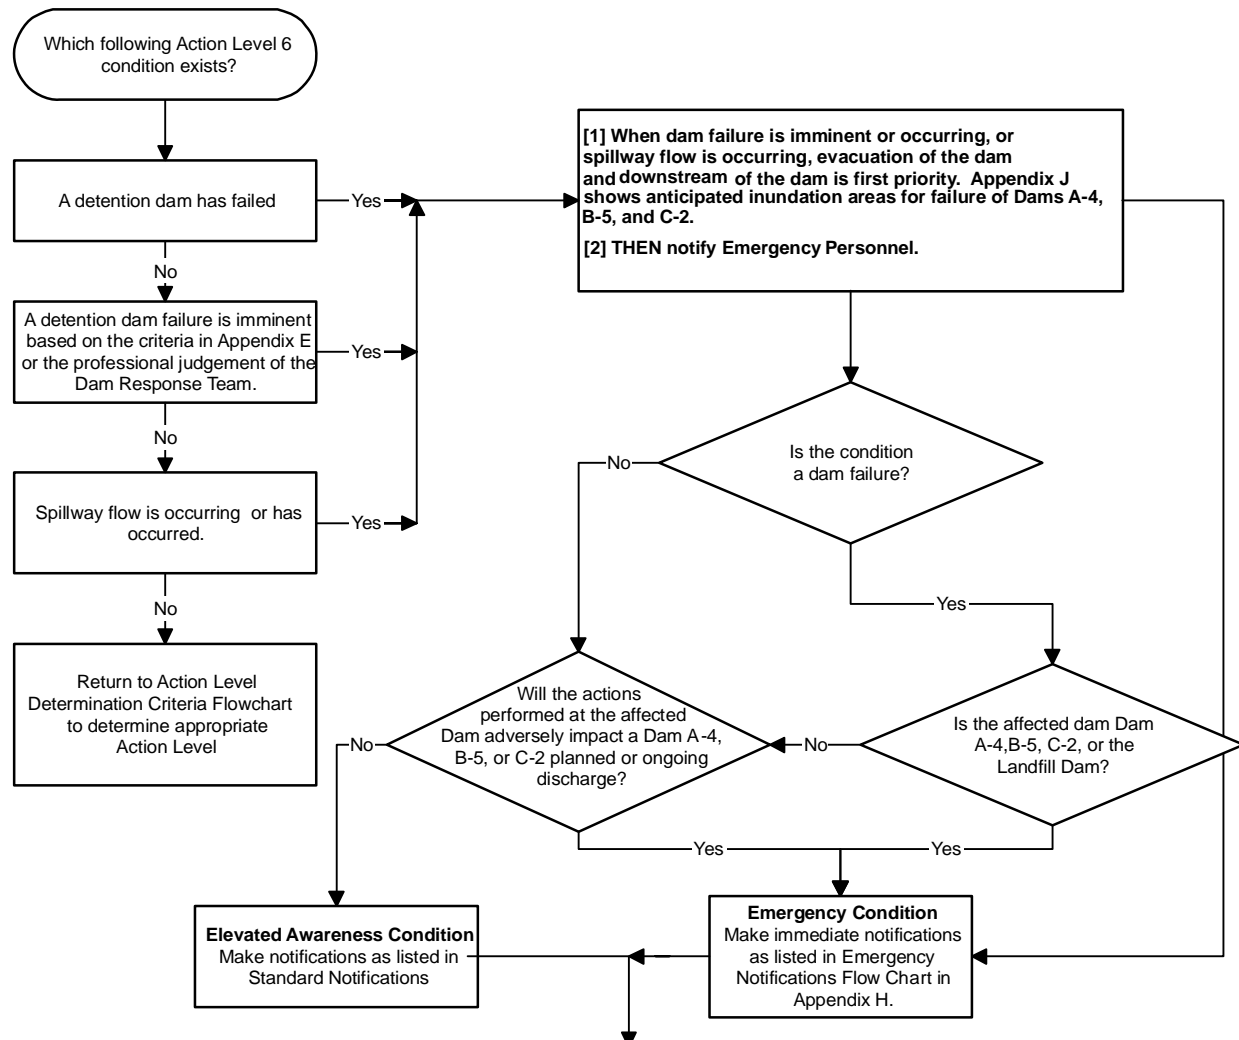 Which following Action Level 6
condition exists?
A detention dam has failed
Yes
No
A detention dam failure is imminent
based on the criteria in Appendix E
or the professional judgement of the
Dam Response Team.
Yes
No
Spillway flow is occurring or has
occurred.
Yes
No
Return to Action Level
Determination Criteria Flowchart
to determine appropriate
Action Level
[1] When dam failure is imminent or occurring, or
spillway flow is occurring, evacuation of the dam
and downstream of the dam is first priority. Appendix J
shows anticipated inundation areas for failure of Dams A-4,
B-5, and C-2.
[2] THEN notify Emergency Personnel.
Is the condition
a dam failure?
No
Yes
Will the actions
performed at the affected
Dam adversely impact a Dam A-4,
B-5, or C-2 planned or ongoing
discharge?
No
No
Is the affected dam Dam
A-4,B-5, C-2, or the
Landfill Dam?
Yes
Yes
Elevated Awareness Condition
Make notifications as listed in
Standard Notifications
Emergency Condition
Make immediate notifications
as listed in Emergency
Notifications Flow Chart in
Appendix H.